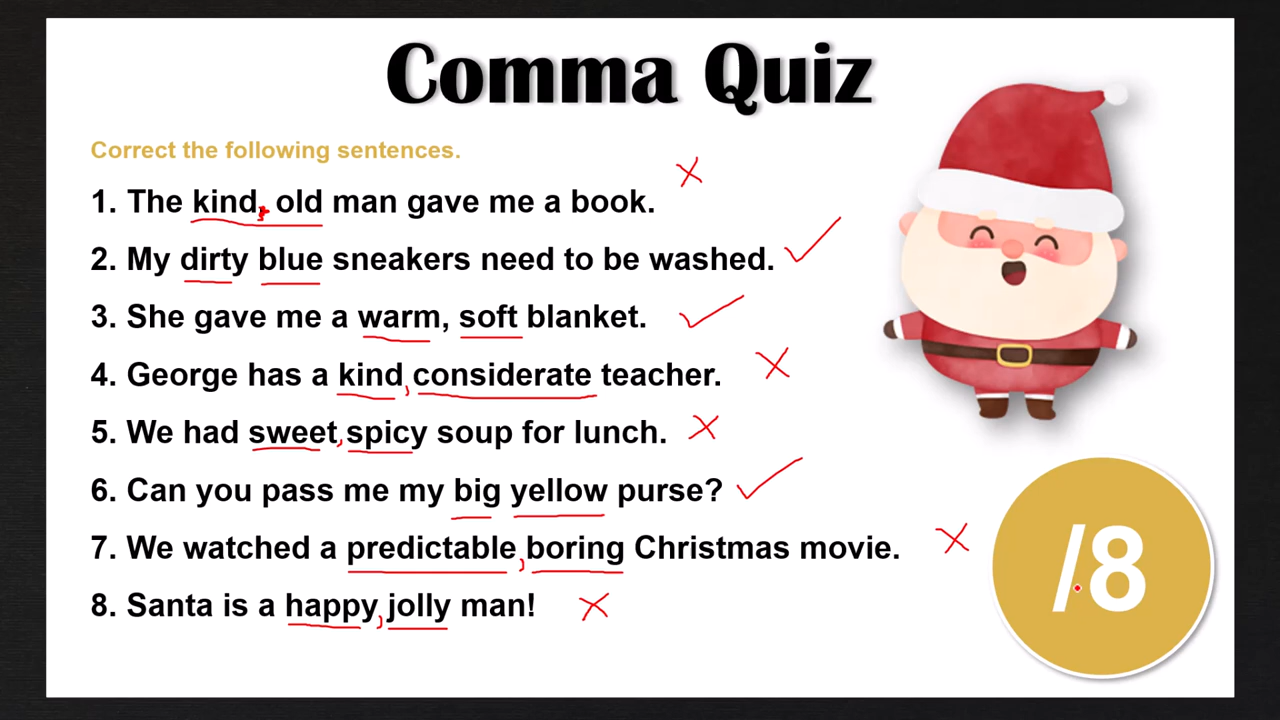 Comma Quiz
Correct the following sentences.
1. The kind, old man gave me a book.
2. My dirty blue sneakers need to be washed.
3. She gave me a warm, soft blanket.
4. George has a kind, considerate teacher.
5. We had sweet, spicy soup for lunch.
6. Can you pass me my big yellow purse?
7. We watched a predictable, boring Christmas movie.
8. Santa is a happy, jolly man!
/8